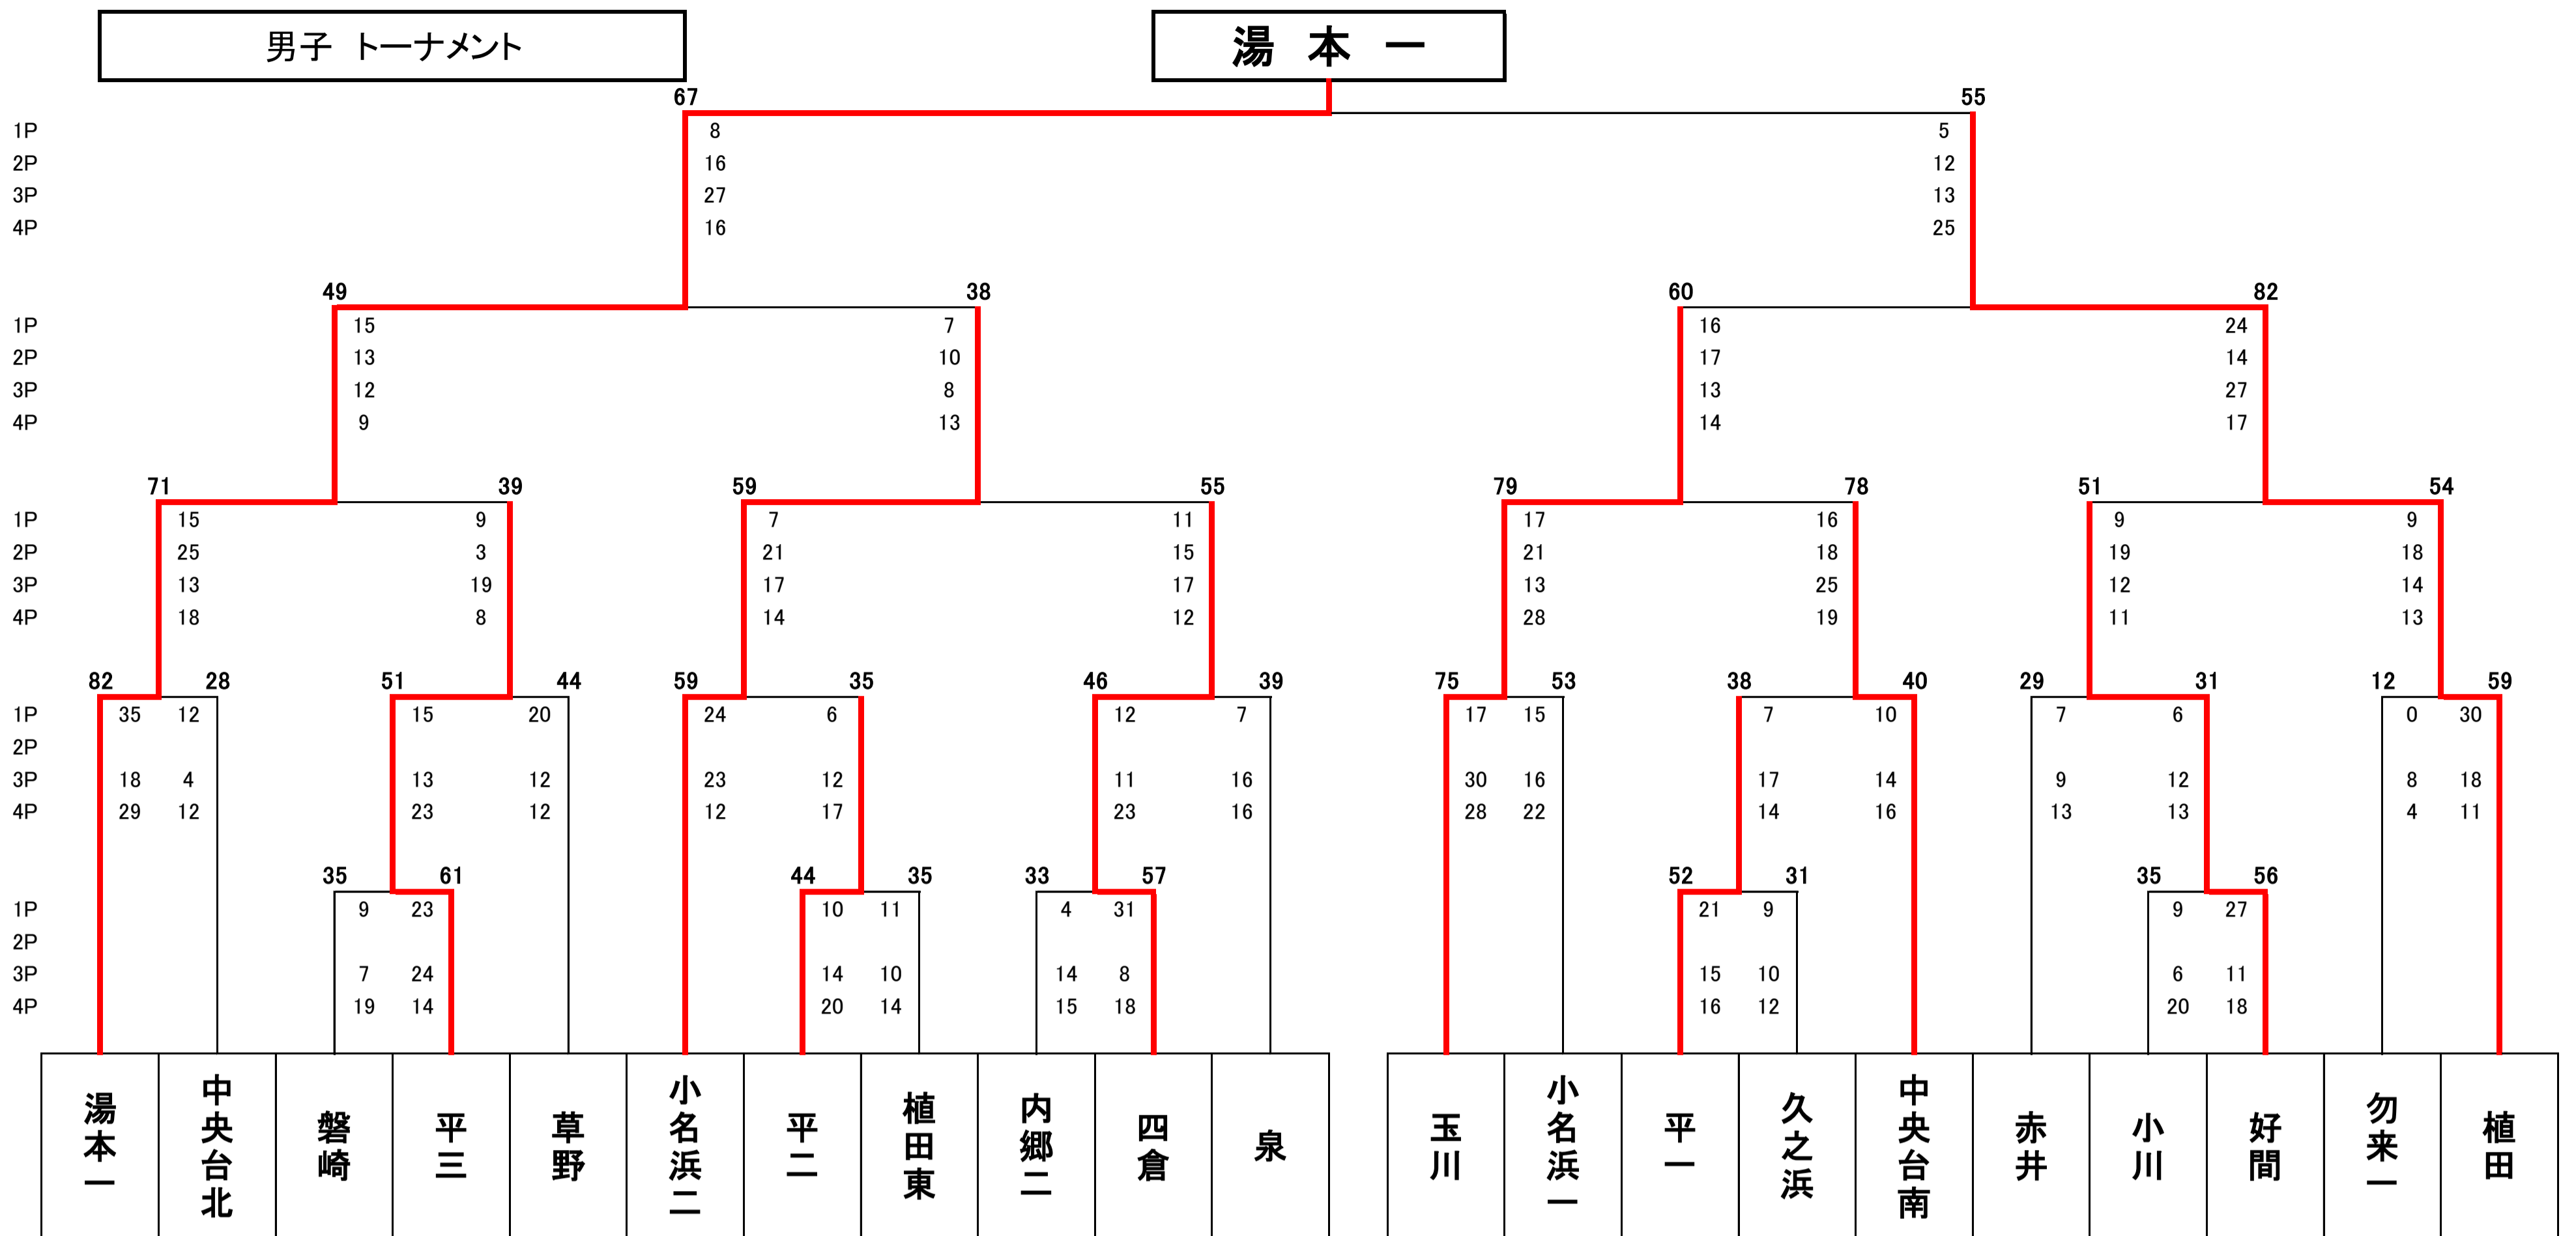 男子　トーナメント
湯　本　一
67 55
1P 8 5
2P 16 12
3P 27 13
4P 16 25
49 38 60 82
1P 15 7 16 24
2P 13 10 17 14
3P 12 8 13 27
4P 9 13 14 17
71 39 59 55 79 78 51 54
1P 15 9 7 11 17 16 9 9
2P 25 3 21 15 21 18 19 18
3P 13 19 17 17 13 25 12 14
4P 18 8 14 12 28 19 11 13
82 28 51 44 59 35 46 39 75 53 38 40 29 31 12 59
1P 35 12 15 20 24 6 12 7 17 15 7 10 7 6 0 30
2P
3P 18 4 13 12 23 12 11 16 30 16 17 14 9 12 8 18
4P 29 12 23 12 12 17 23 16 28 22 14 16 13 13 4 11
35 61 44 35 33 57 52 31 35 56
1P 9 23 10 11 4 31 21 9 9 27
2P
3P 7 24 14 10 14 8 15 10 6 11
4P 19 14 20 14 15 18 16 12 20 18
湯本一
中央台北
磐崎
平三
草野
小名浜二
平二
植田東
内郷二
四倉
泉
玉川
小名浜一
平一
久之浜
中央台南
赤井
小川
好間
勿来一
植田